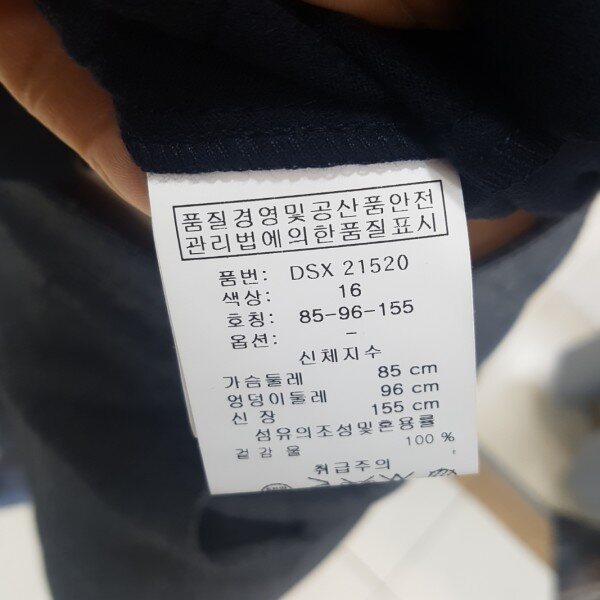 품질경영및공산품안전
관리법에의한품질표시
품번: DSX 21520
색상: 16
호칭: 85-96-155
옵션: -
신체지수
가슴둘레 85 cm
엉덩이둘레 96 cm
신 장 155 cm
섬유의조성및혼용률
겉감 울 100 %
취급주의